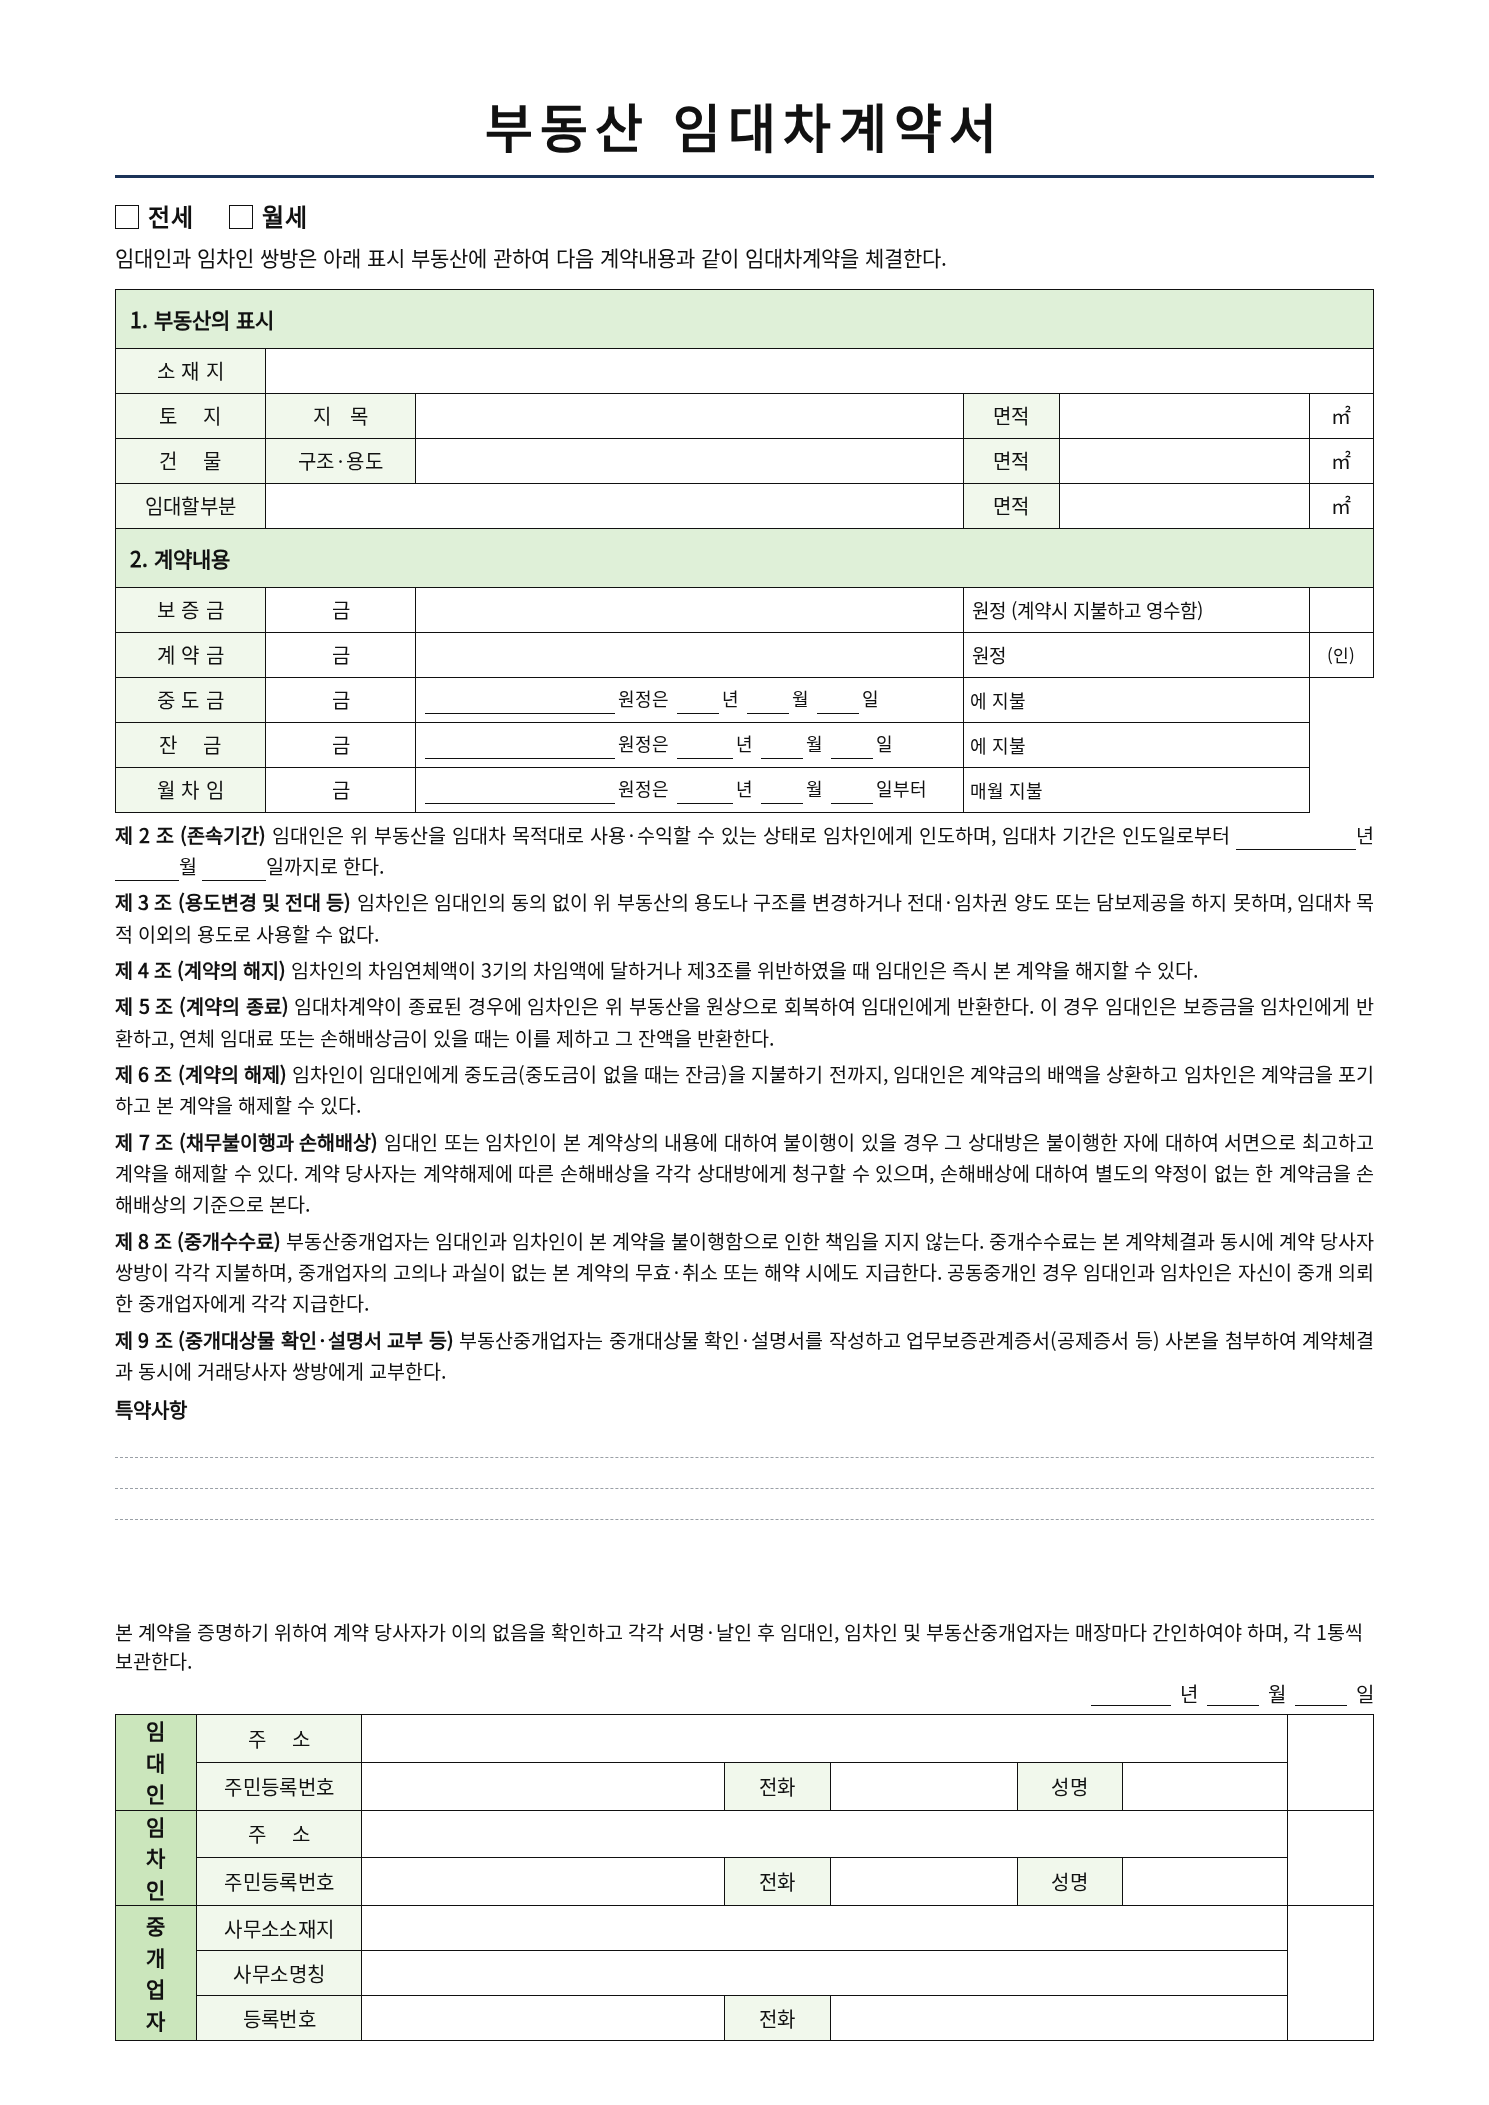 부동산 임대차계약서
전세 월세
임대인과 임차인 쌍방은 아래 표시 부동산에 관하여 다음 계약내용과 같이 임대차계약을 체결한다.
1. 부동산의 표시
소 재 지
토 지 지 목 면적 ㎡
건 물 구조·용도 면적 ㎡
임대할부분 면적 ㎡
2. 계약내용
보 증 금 금 원정 (계약시 지불하고 영수함)
계 약 금 금 원정 (인)
중 도 금 금 원정은 년 월 일 에 지불
잔 금 금 원정은 년 월 일 에 지불
월 차 임 금 원정은 년 월 일부터 매월 지불
제 2 조 (존속기간) 임대인은 위 부동산을 임대차 목적대로 사용·수익할 수 있는 상태로 임차인에게 인도하며, 임대차 기간은 인도일로부터 년
월 일까지로 한다.
제 3 조 (용도변경 및 전대 등) 임차인은 임대인의 동의 없이 위 부동산의 용도나 구조를 변경하거나 전대·임차권 양도 또는 담보제공을 하지 못하며, 임대차 목
적 이외의 용도로 사용할 수 없다.
제 4 조 (계약의 해지) 임차인의 차임연체액이 3기의 차임액에 달하거나 제3조를 위반하였을 때 임대인은 즉시 본 계약을 해지할 수 있다.
제 5 조 (계약의 종료) 임대차계약이 종료된 경우에 임차인은 위 부동산을 원상으로 회복하여 임대인에게 반환한다. 이 경우 임대인은 보증금을 임차인에게 반
환하고, 연체 임대료 또는 손해배상금이 있을 때는 이를 제하고 그 잔액을 반환한다.
제 6 조 (계약의 해제) 임차인이 임대인에게 중도금(중도금이 없을 때는 잔금)을 지불하기 전까지, 임대인은 계약금의 배액을 상환하고 임차인은 계약금을 포기
하고 본 계약을 해제할 수 있다.
제 7 조 (채무불이행과 손해배상) 임대인 또는 임차인이 본 계약상의 내용에 대하여 불이행이 있을 경우 그 상대방은 불이행한 자에 대하여 서면으로 최고하고
계약을 해제할 수 있다. 계약 당사자는 계약해제에 따른 손해배상을 각각 상대방에게 청구할 수 있으며, 손해배상에 대하여 별도의 약정이 없는 한 계약금을 손
해배상의 기준으로 본다.
제 8 조 (중개수수료) 부동산중개업자는 임대인과 임차인이 본 계약을 불이행함으로 인한 책임을 지지 않는다. 중개수수료는 본 계약체결과 동시에 계약 당사자
쌍방이 각각 지불하며, 중개업자의 고의나 과실이 없는 본 계약의 무효·취소 또는 해약 시에도 지급한다. 공동중개인 경우 임대인과 임차인은 자신이 중개 의뢰
한 중개업자에게 각각 지급한다.
제 9 조 (중개대상물 확인·설명서 교부 등) 부동산중개업자는 중개대상물 확인·설명서를 작성하고 업무보증관계증서(공제증서 등) 사본을 첨부하여 계약체결
과 동시에 거래당사자 쌍방에게 교부한다.
특약사항
본 계약을 증명하기 위하여 계약 당사자가 이의 없음을 확인하고 각각 서명·날인 후 임대인, 임차인 및 부동산중개업자는 매장마다 간인하여야 하며, 각 1통씩
보관한다.
년 월 일
임대인
주 소
주민등록번호 전화 성명
임차인
주 소
주민등록번호 전화 성명
중개업자
사무소소재지
사무소명칭
등록번호 전화